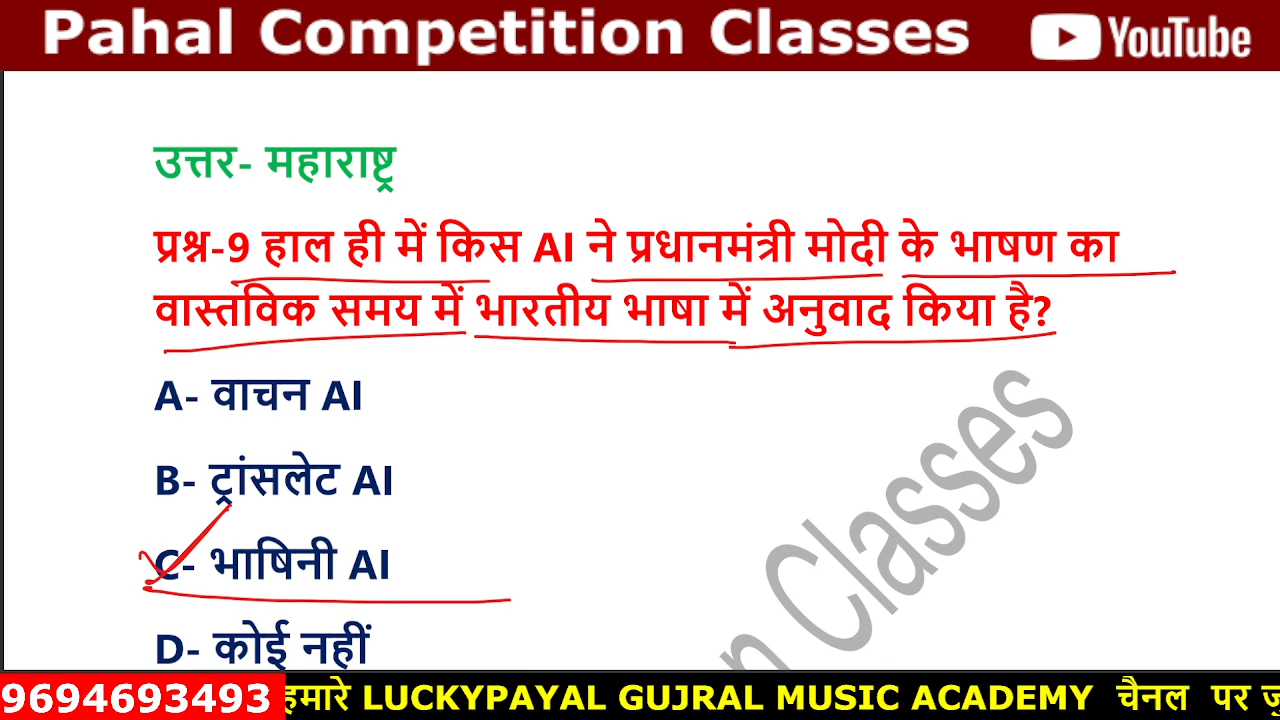 Pahal Competition Classes
YouTube
उत्तर- महाराष्ट्र
प्रश्न-9 हाल ही में किस AI ने प्रधानमंत्री मोदी के भाषण का
वास्तविक समय में भारतीय भाषा में अनुवाद किया है?
A- वाचन AI
B- ट्रांसलेट AI
C- भाषिनी AI
D- कोई नहीं
Classes
9694693493
हमारे LUCKYPAYAL GUJRAL MUSIC ACADEMY चैनल पर